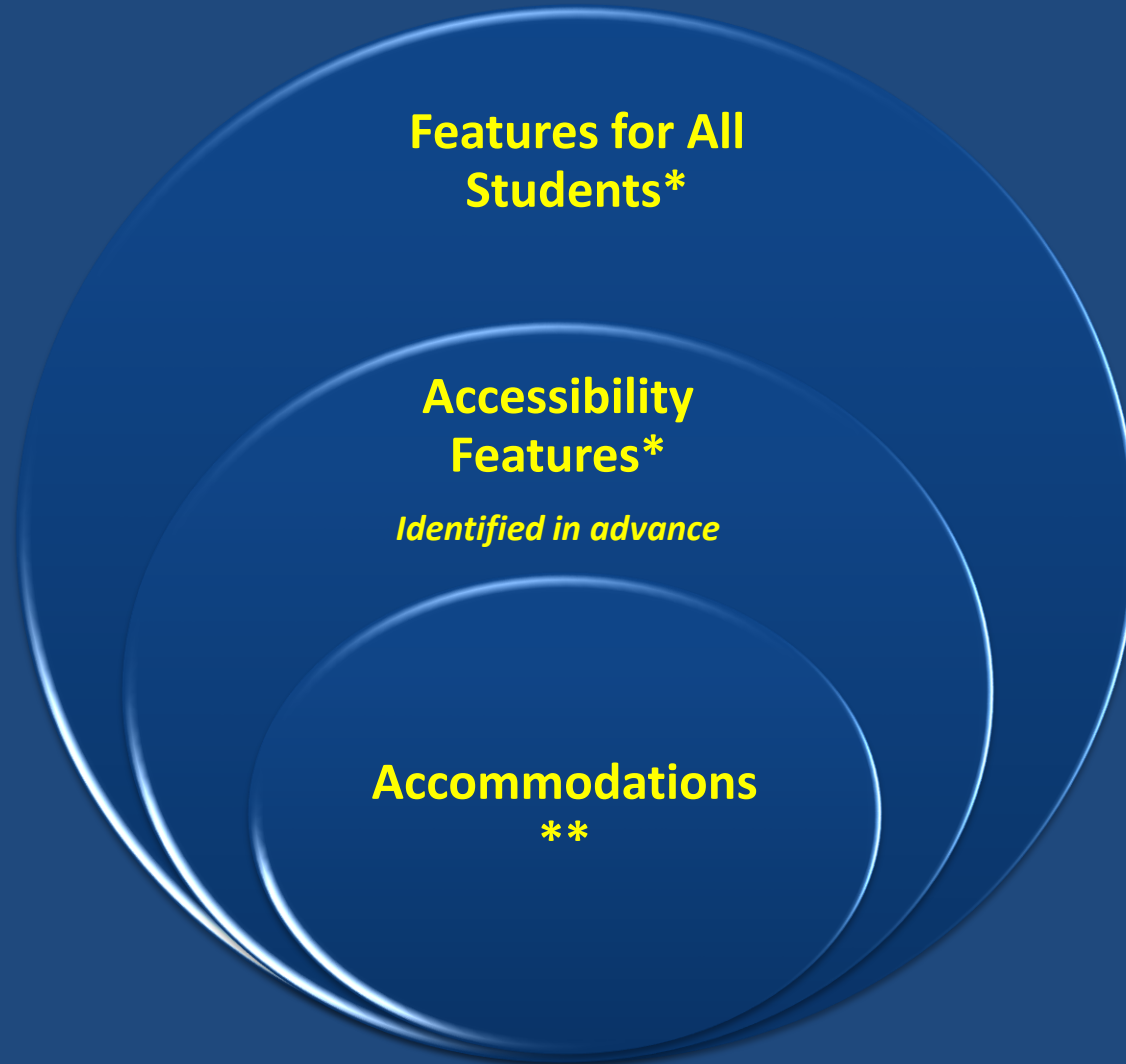 Features for All
Students*
Accessibility
Features*
Identified in advance
Accommodations
**